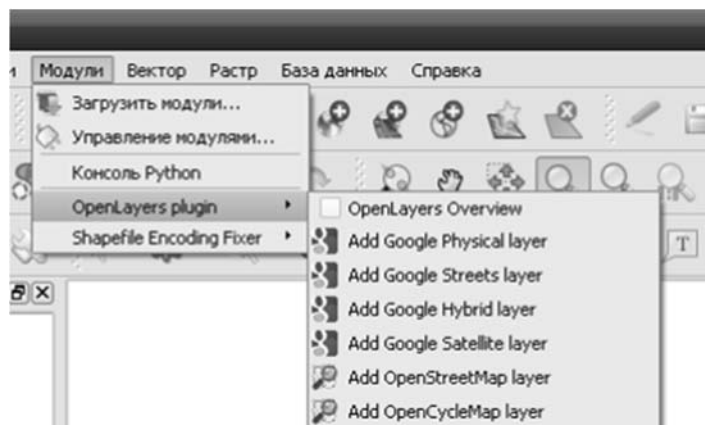 и Модули Вектор Растр База данных Справка
Загрузить модули...
Управление модулями...
Консоль Python
OpenLayers plugin
Shapefile Encoding Fixer
OpenLayers Overview
Add Google Physical layer
Add Google Streets layer
Add Google Hybrid layer
Add Google Satellite layer
Add OpenStreetMap layer
Add OpenCycleMap layer
T